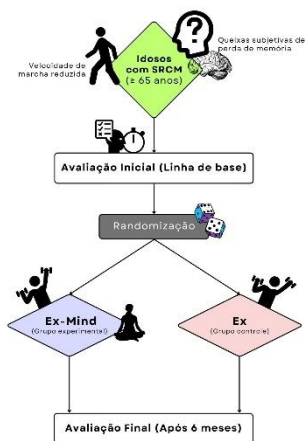 Velocidade de
marcha reduzida
Queixas subjetivas de
perda de memória
Idosos
com SRCM
(≥ 65 anos)
Avaliação Inicial (Linha de base)
Randomização
Ex-Mind
(Grupo experimental)
Ex
(Grupo controle)
Avaliação Final (Após 6 meses)